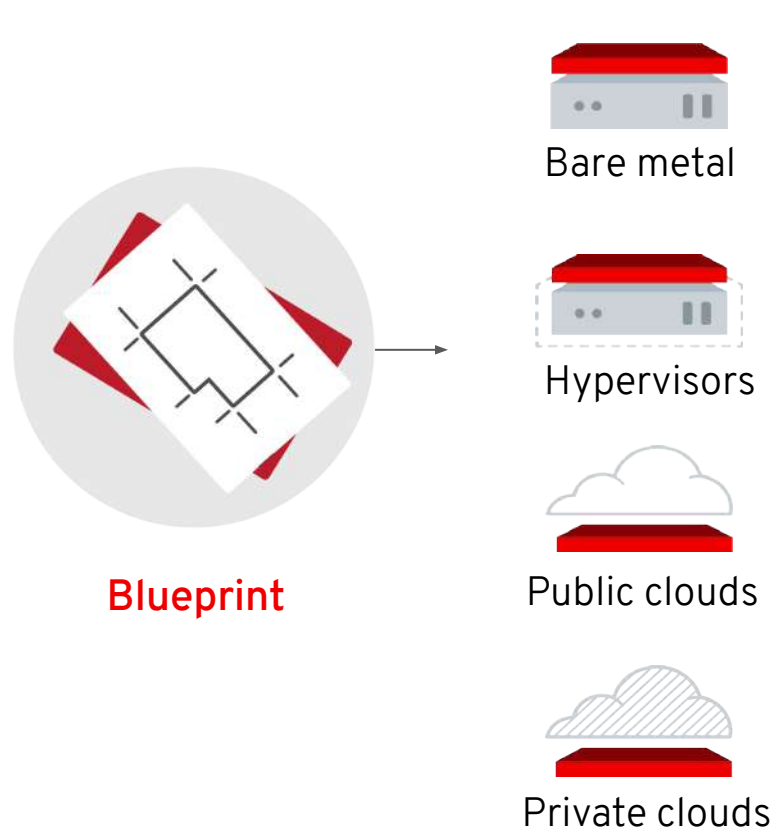 Bare metal
Hypervisors
Blueprint
Public clouds
Private clouds